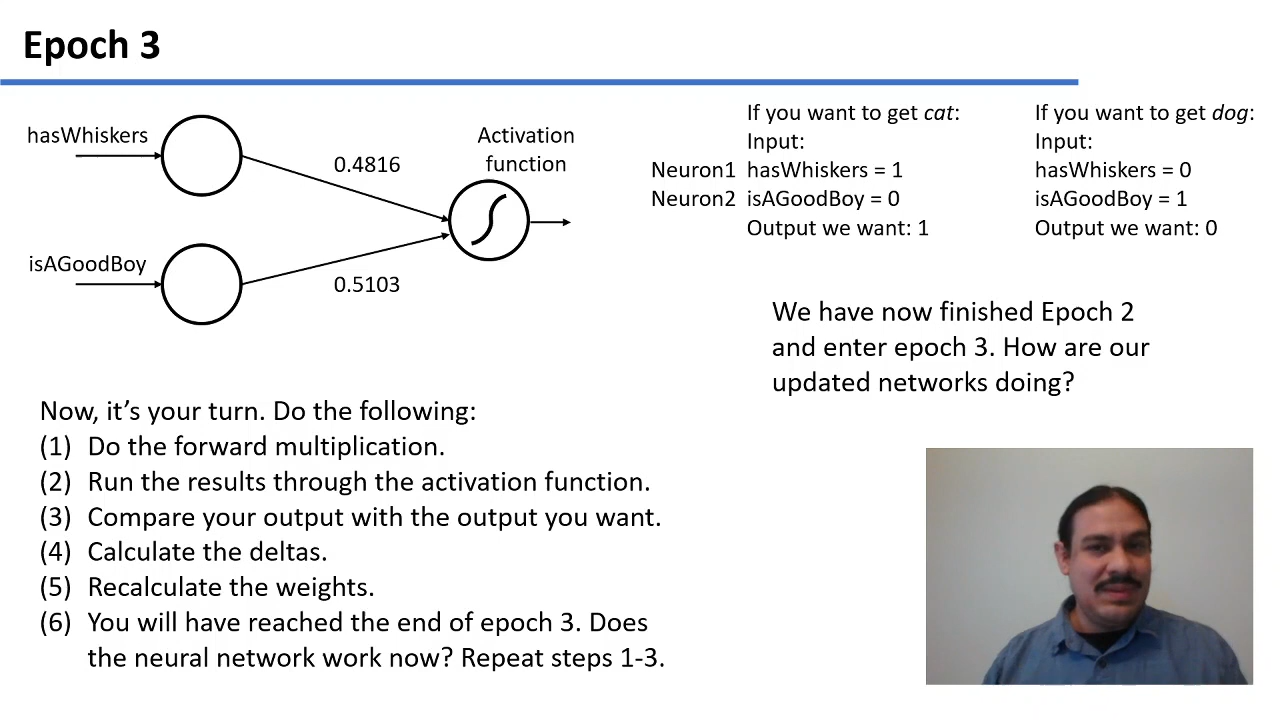 Epoch 3
hasWhiskers
0.4816
isAGoodBoy
0.5103
Activation
function
If you want to get cat:
Input:
Neuron1 hasWhiskers = 1
Neuron2 isAGoodBoy = 0
Output we want: 1
If you want to get dog:
Input:
hasWhiskers = 0
isAGoodBoy = 1
Output we want: 0
We have now finished Epoch 2
and enter epoch 3. How are our
updated networks doing?
Now, it’s your turn. Do the following:
(1) Do the forward multiplication.
(2) Run the results through the activation function.
(3) Compare your output with the output you want.
(4) Calculate the deltas.
(5) Recalculate the weights.
(6) You will have reached the end of epoch 3. Does
the neural network work now? Repeat steps 1-3.